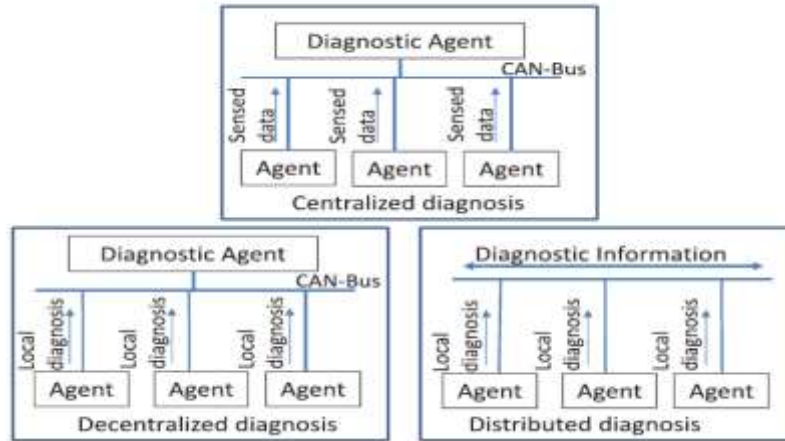 Diagnostic Agent
CAN-Bus
Sensed data
Sensed data
Sensed data
Agent
Agent
Agent
Centralized diagnosis
Diagnostic Agent
CAN-Bus
Local diagnosis
Local diagnosis
Local diagnosis
Agent
Agent
Agent
Decentralized diagnosis
Diagnostic Information
Local diagnosis
Local diagnosis
Local diagnosis
Agent
Agent
Agent
Distributed diagnosis